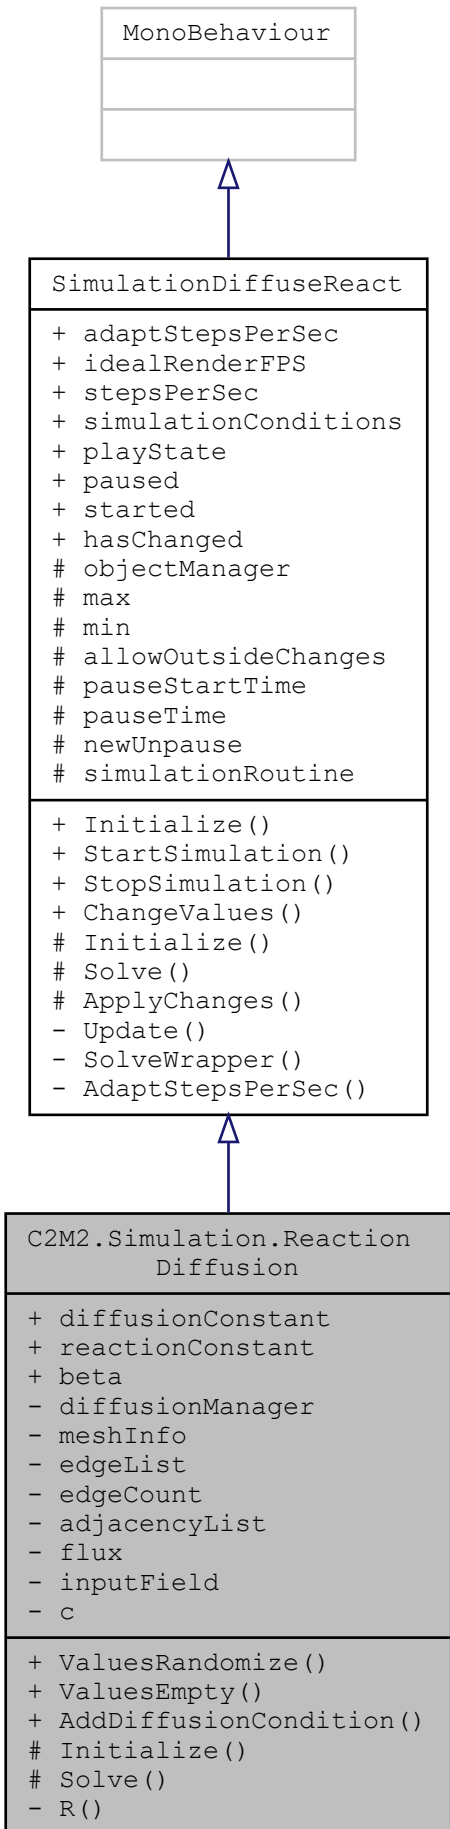 MonoBehaviour
SimulationDiffuseReact
+ adaptStepsPerSec
+ idealRenderFPS
+ stepsPerSec
+ simulationConditions
+ playState
+ paused
+ started
+ hasChanged
# objectManager
# max
# min
# allowOutsideChanges
# pauseStartTime
# pauseTime
# newUnpause
# simulationRoutine
+ Initialize()
+ StartSimulation()
+ StopSimulation()
+ ChangeValues()
# Initialize()
# Solve()
# ApplyChanges()
- Update()
- SolveWrapper()
- AdaptStepsPerSec()
C2M2.Simulation.Reaction
Diffusion
+ diffusionConstant
+ reactionConstant
+ beta
- diffusionManager
- meshInfo
- edgeList
- edgeCount
- adjacencyList
- flux
- inputField
- c
+ ValuesRandomize()
+ ValuesEmpty()
+ AddDiffusionCondition()
# Initialize()
# Solve()
- R()